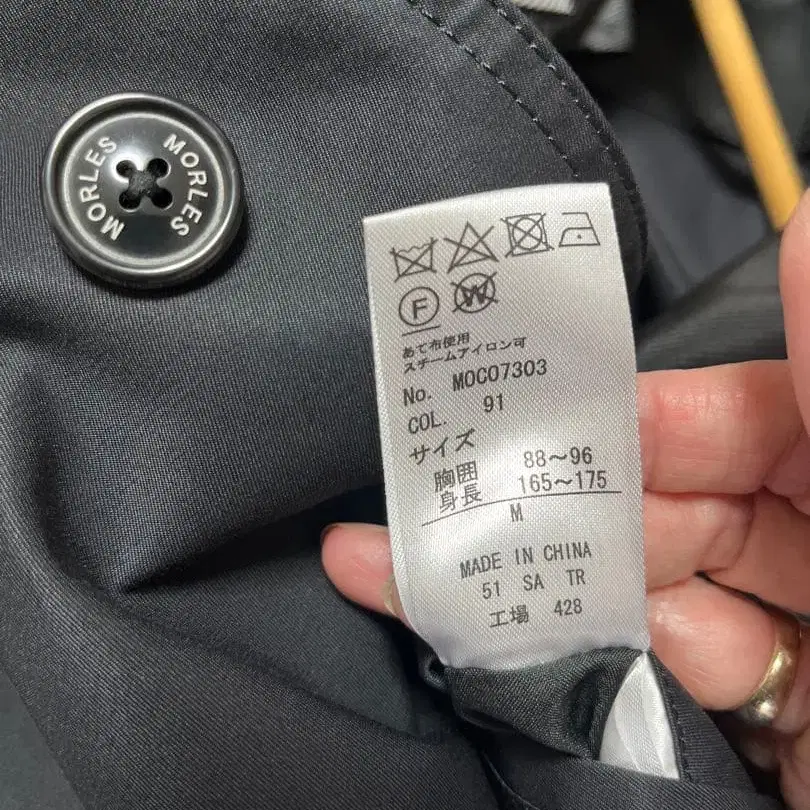 MORLES MORLES
F W
あて布使用
スチームアイロン可
No. MOCO7303
COL. 91
サイズ
胸囲 88～96
身長 165～175
M
MADE IN CHINA
51 SA TR
工場 428